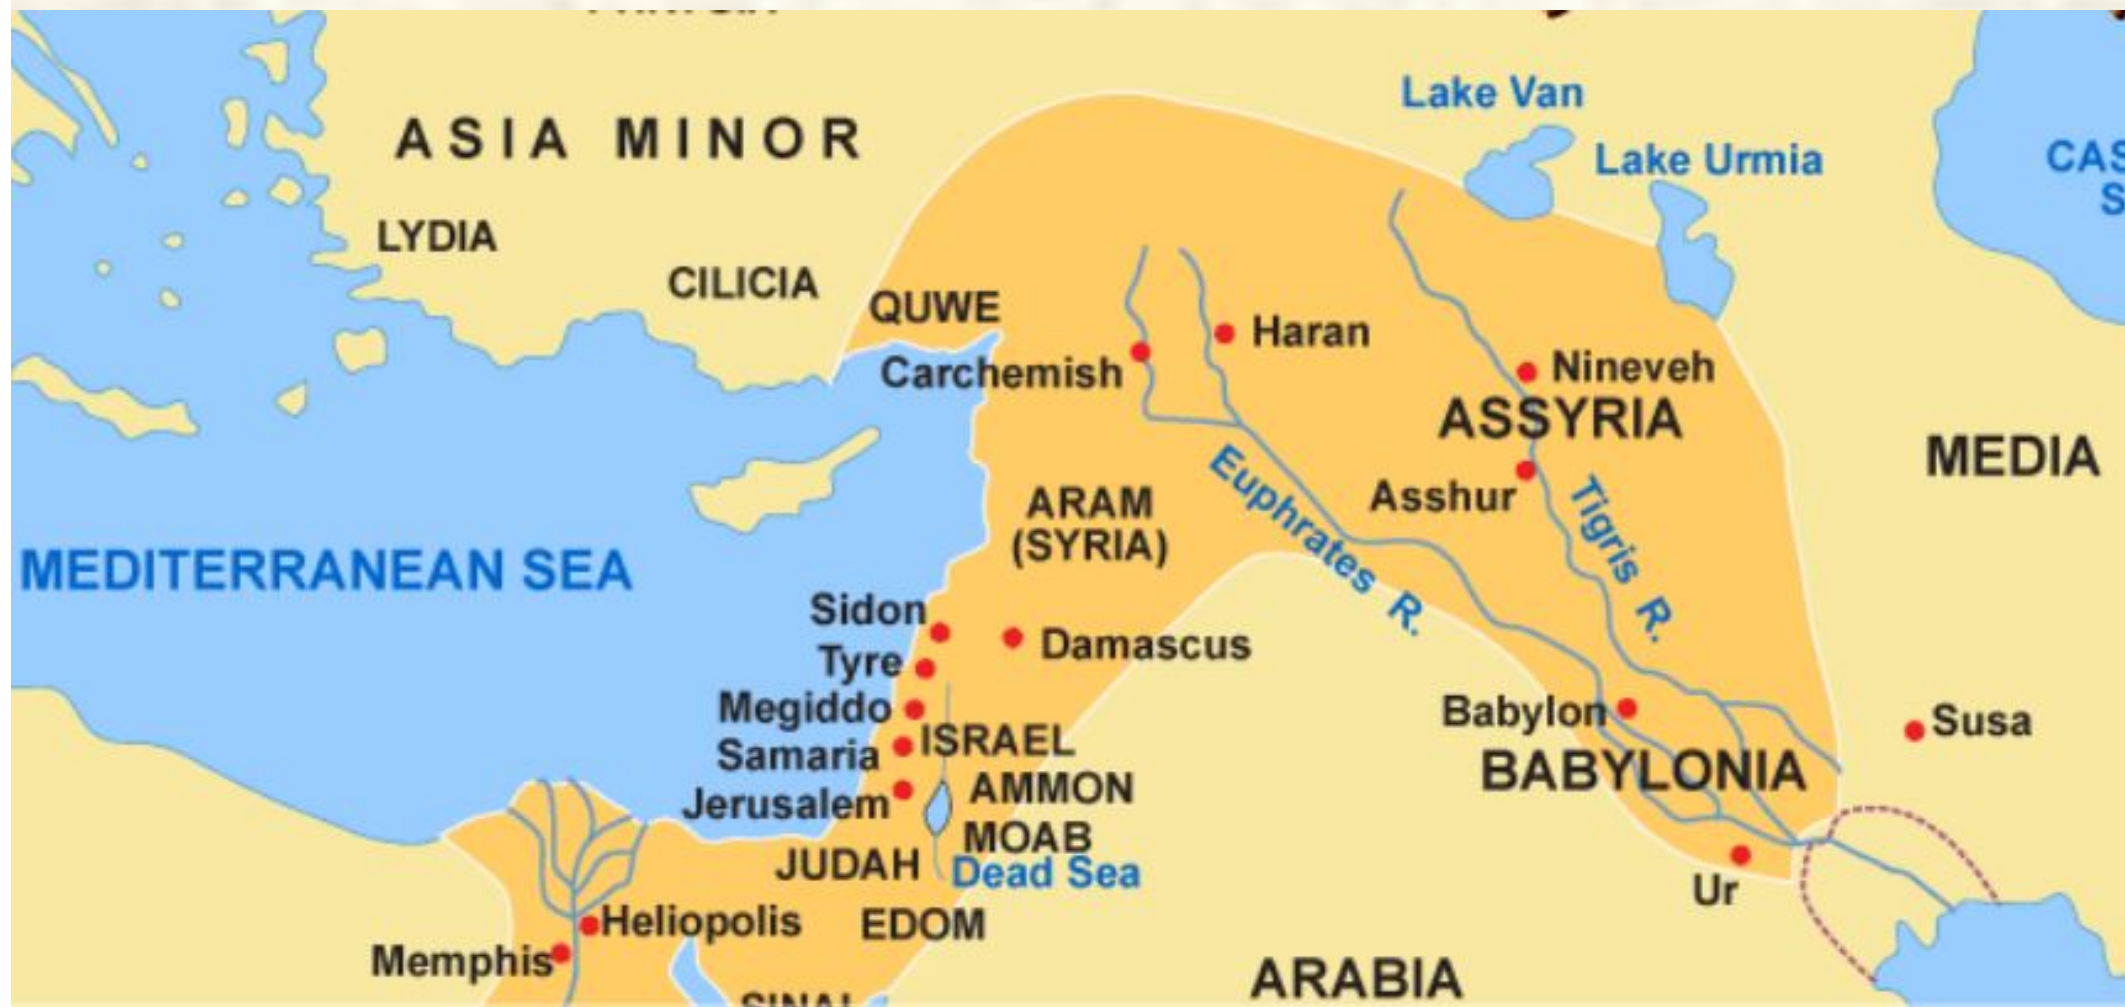 Lake Van
ASIA MINOR
Lake Urmia
LYDIA
CILICIA
QUWE
Haran
Carchemish
Nineveh
ASSYRIA
MEDIA
Asshur
Euphrates R.
Tigris R.
ARAM
(SYRIA)
MEDITERRANEAN SEA
Sidon
Damascus
Tyre
Megiddo
Babylon
Susa
ISRAEL
Samaria
BABYLONIA
AMMON
Jerusalem
MOAB
JUDAH
Dead Sea
Ur
Heliopolis
EDOM
Memphis
ARABIA
SINAI
CAS
S